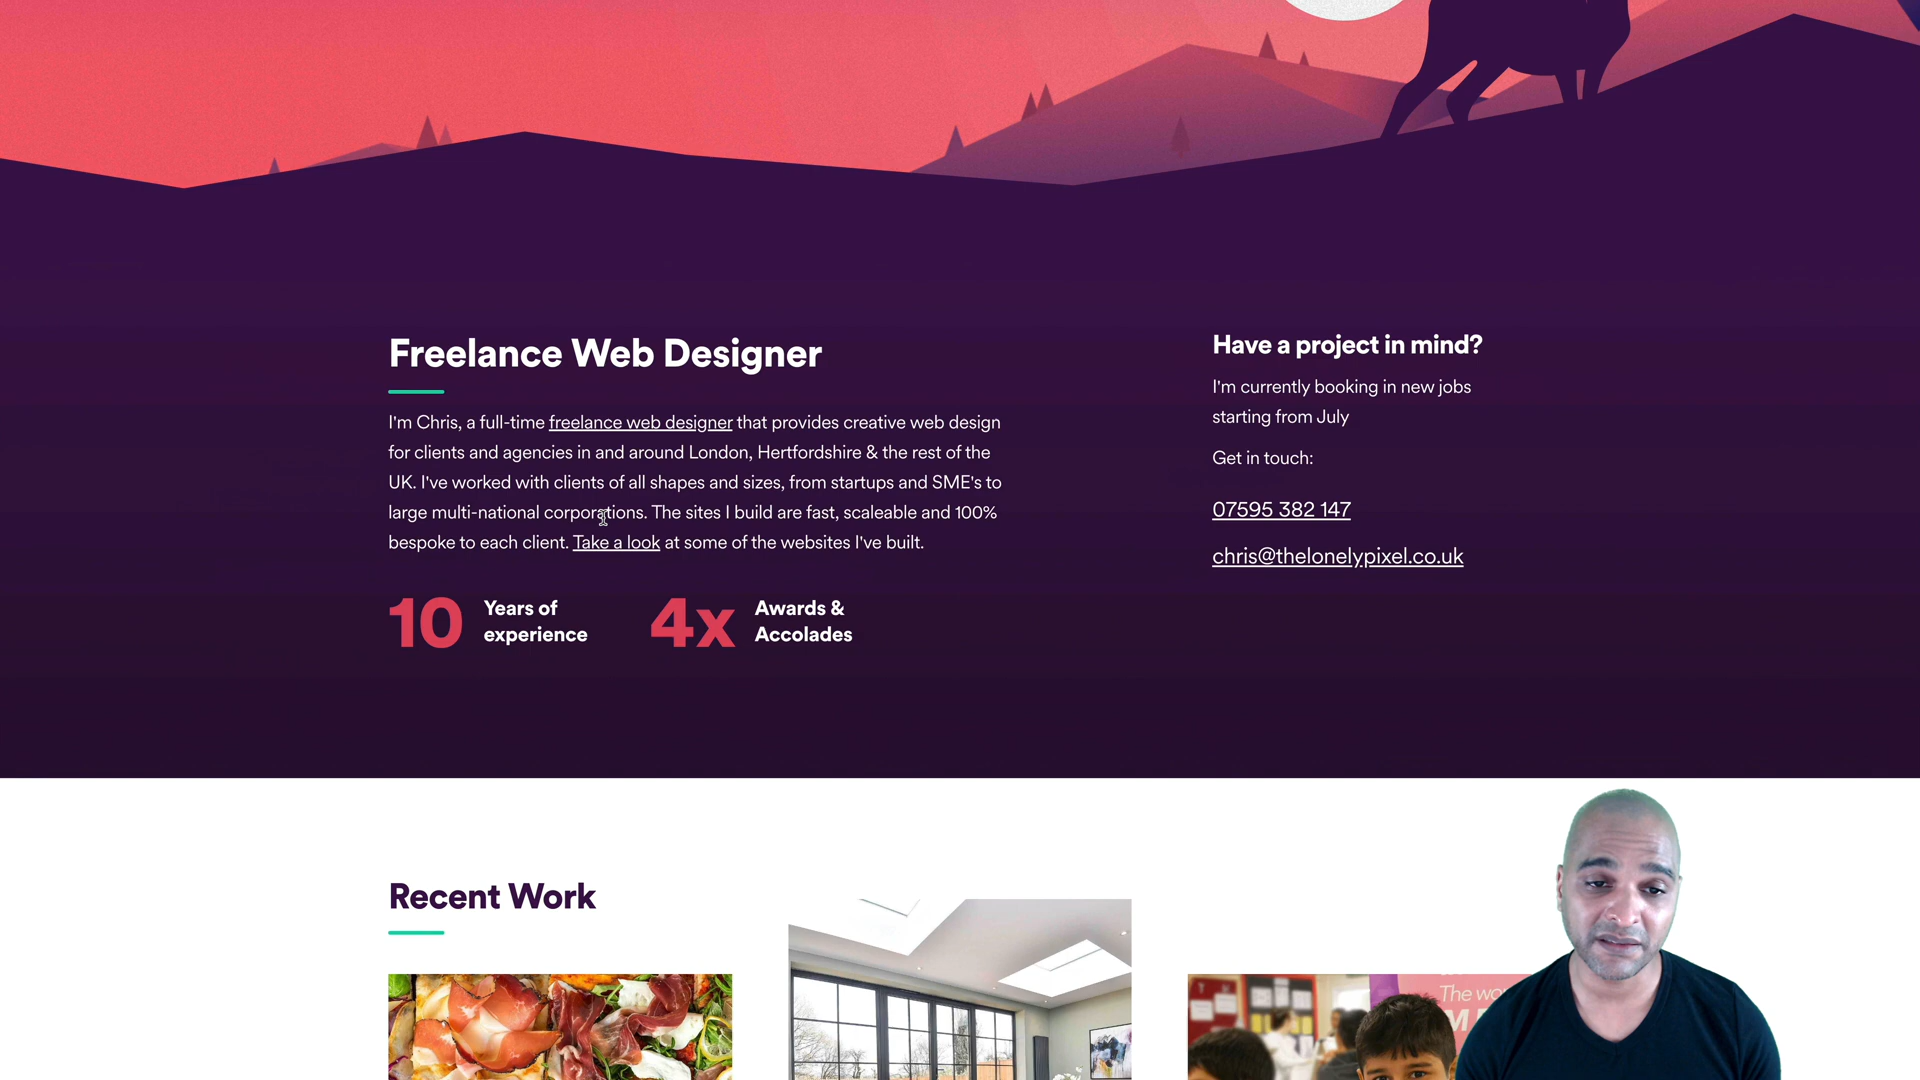 Freelance Web Designer
I'm Chris, a full-time freelance web designer that provides creative web design
for clients and agencies in and around London, Hertfordshire & the rest of the
UK. I've worked with clients of all shapes and sizes, from startups and SME's to
large multi-national corporations. The sites I build are fast, scaleable and 100%
bespoke to each client. Take a look at some of the websites I've built.
10 Years of
experience
4x Awards &
Accolades
Have a project in mind?
I'm currently booking in new jobs
starting from July
Get in touch:
07595 382 147
chris@thelonelypixel.co.uk
Recent Work
The